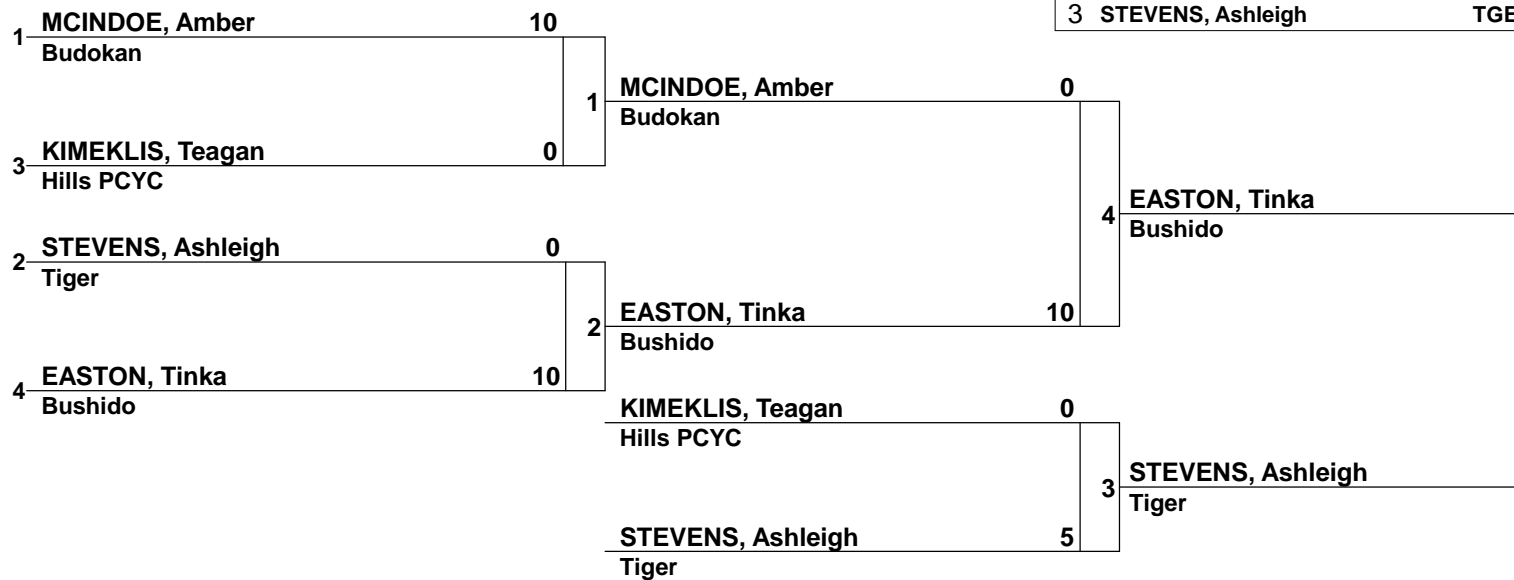 3 STEVENS, Ashleigh
MCINDOE, Amber 10
1
Budokan
MCINDOE, Amber 0
1
Budokan
KIMEKLIS, Teagan 0
3
Hills PCYC
EASTON, Tinka
4
Bushido
STEVENS, Ashleigh 0
2
Tiger
EASTON, Tinka 10
2
Bushido
EASTON, Tinka 10
4
Bushido
KIMEKLIS, Teagan 0
Hills PCYC
STEVENS, Ashleigh
3
Tiger
STEVENS, Ashleigh 5
Tiger